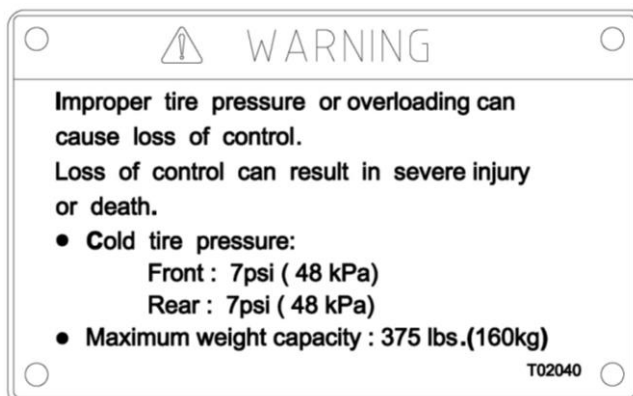 ⚠ WARNING
Improper tire pressure or overloading can
cause loss of control.
Loss of control can result in severe injury
or death.
● Cold tire pressure:
Front : 7psi ( 48 kPa)
Rear : 7psi ( 48 kPa)
● Maximum weight capacity : 375 lbs.(160kg)
T02040